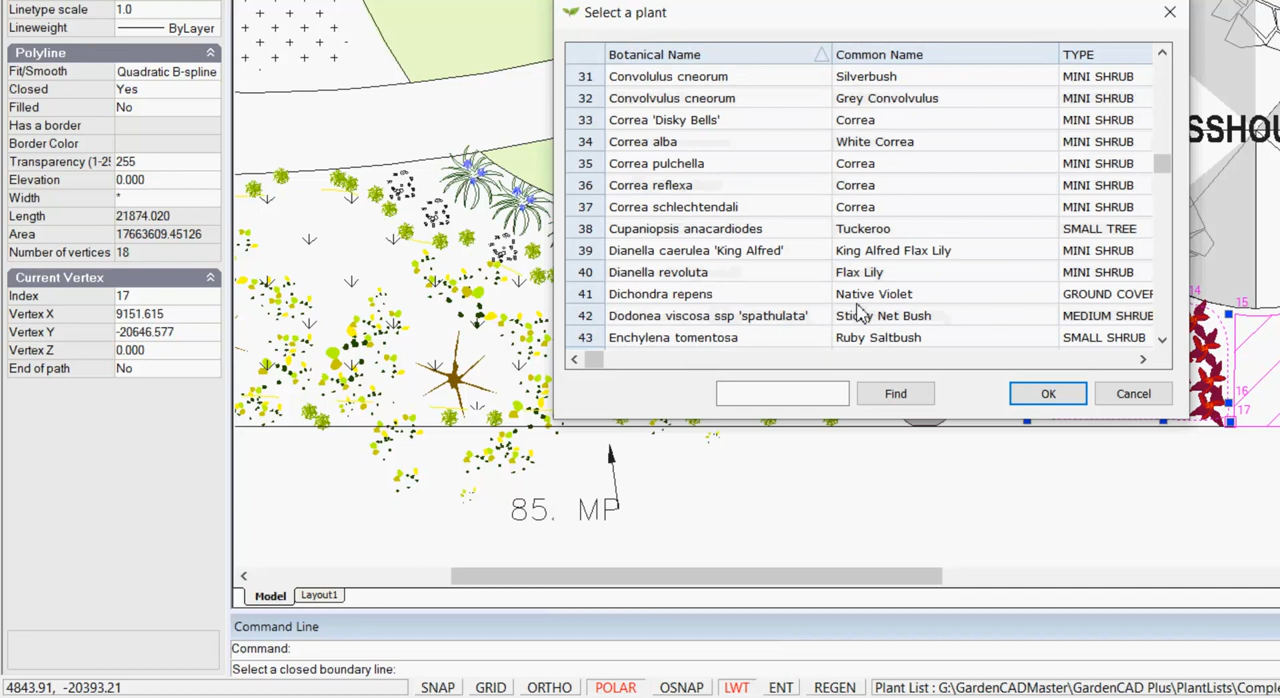 Linetype scale 1.0
Lineweight ByLayer
Polyline
Fit/Smooth Quadratic B-spline
Closed Yes
Filled No
Has a border
Border Color
Transparency (1-25 255
Elevation 0.000
Width *
Length 21874.020
Area 17663609.45126
Number of vertices 18
Current Vertex
Index 17
Vertex X 9151.615
Vertex Y -20646.577
Vertex Z 0.000
End of path No
Select a plant
Botanical Name Common Name TYPE
31 Convolulus cneorum Silverbush MINI SHRUB
32 Convolvulus cneorum Grey Convolvulus MINI SHRUB
33 Correa 'Disky Bells' Correa MINI SHRUB
34 Correa alba White Correa MINI SHRUB
35 Correa pulchella Correa MINI SHRUB
36 Correa reflexa Correa MINI SHRUB
37 Correa schlechtendali Correa MINI SHRUB
38 Cupaniopsis anacardiodes Tuckeroo SMALL TREE
39 Dianella caerulea 'King Alfred' King Alfred Flax Lily MINI SHRUB
40 Dianella revoluta Flax Lily MINI SHRUB
41 Dichondra repens Native Violet GROUND COVER
42 Dodonea viscosa ssp 'spathulata' Sticky Net Bush MEDIUM SHRUB
43 Enchylena tomentosa Ruby Saltbush SMALL SHRUB
Find OK Cancel
SSHOU
14
15
16
17
85. MP
Model Layout1
Command Line
Command:
Select a closed boundary line:
4843.91, -20393.21 SNAP GRID ORTHO POLAR OSNAP LWT ENT REGEN Plant List : G:\GardenCADMaster\GardenCAD Plus\PlantLists\Compl